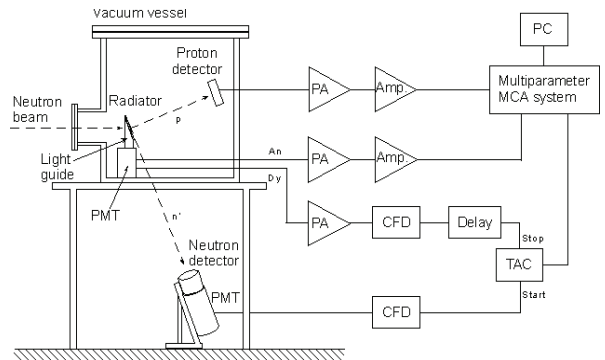 Vacuum vessel
Proton
detector
Neutron
beam
Radiator
p
Light
guide
PMT
An
Dy
n'
Neutron
detector
PMT
PA
Amp.
PA
Amp.
PA
CFD
Delay
CFD
Stop
TAC
Start
PC
Multiparameter
MCA system